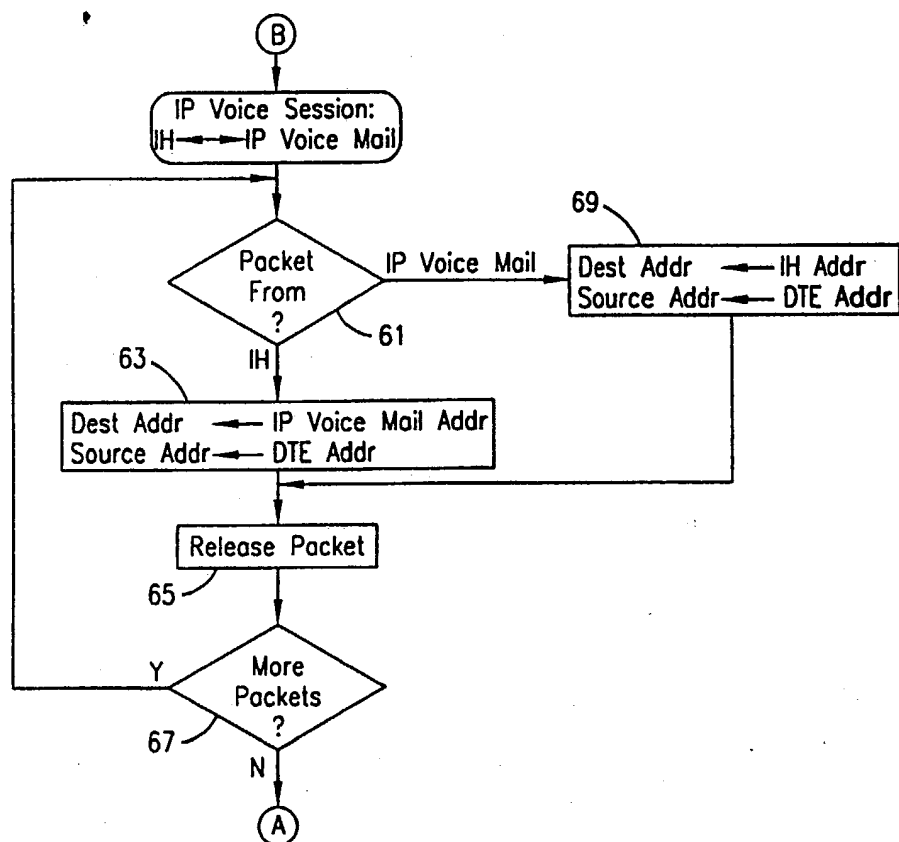 B
IP Voice Session:
IH ↔ IP Voice Mail
69
Packet
From
?
IP Voice Mail
Dest Addr ← IH Addr
Source Addr ← DTE Addr
61
IH
63
Dest Addr ← IP Voice Mail Addr
Source Addr ← DTE Addr
Release Packet
65
Y
More
Packets
?
67
N
A